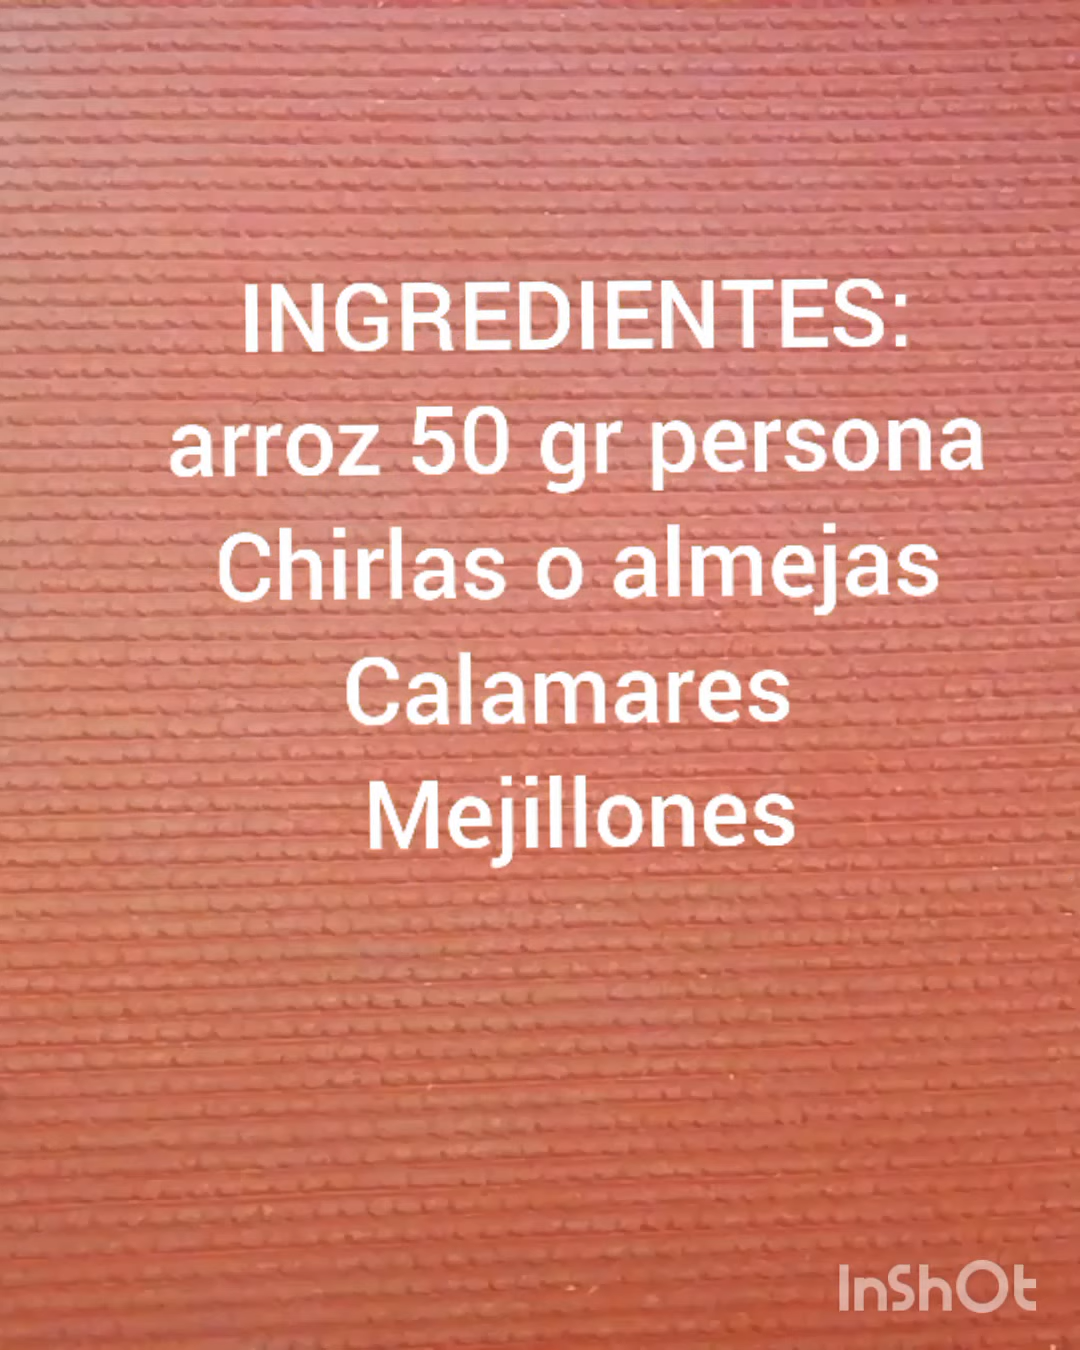 INGREDIENTES:
arroz 50 gr persona
Chirlas o almejas
Calamares
Mejillones
InShOt